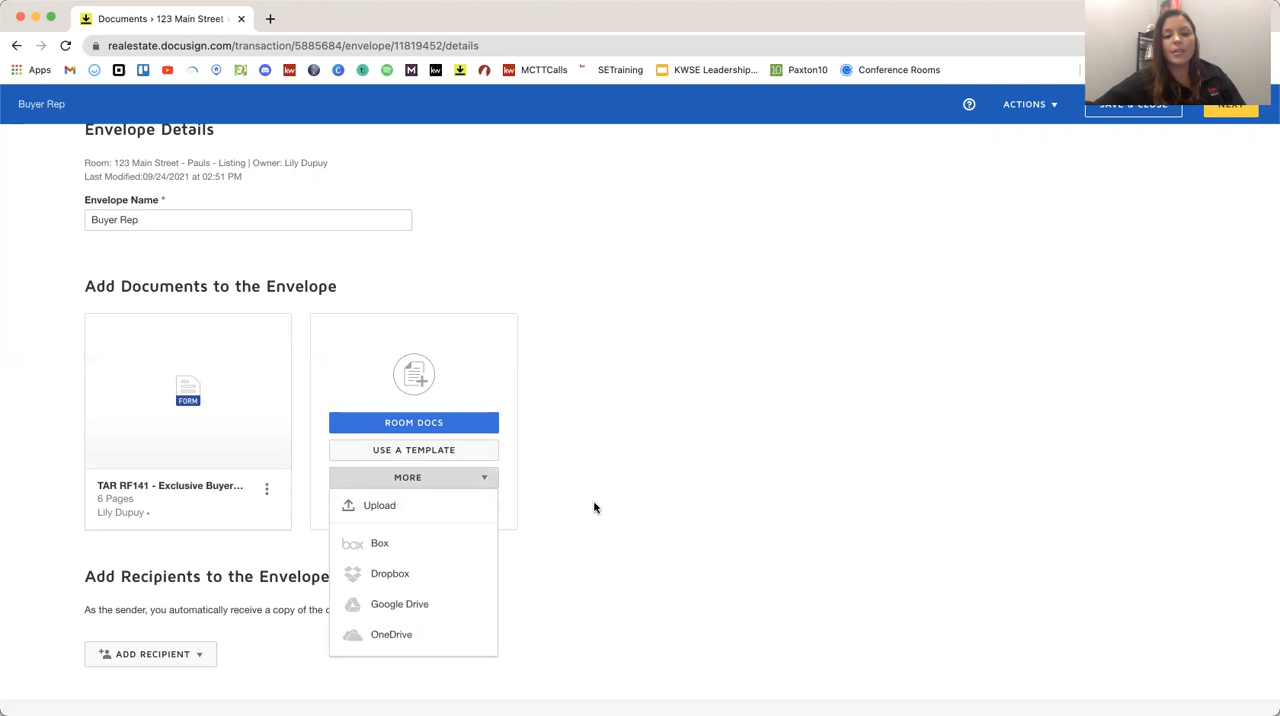 Documents › 123 Main Street
realestate.docusign.com/transaction/5885684/envelope/11819452/details
Apps
MCTTCalls
SETraining
KWSE Leadership...
Paxton10
Conference Rooms
Buyer Rep
ACTIONS
SAVE & CLOSE
NEXT
Envelope Details
Room: 123 Main Street - Pauls - Listing | Owner: Lily Dupuy
Last Modified:09/24/2021 at 02:51 PM
Envelope Name *
Buyer Rep
Add Documents to the Envelope
FORM
TAR RF141 - Exclusive Buyer...
6 Pages
Lily Dupuy •
ROOM DOCS
USE A TEMPLATE
MORE
Upload
box Box
Dropbox
Google Drive
OneDrive
Add Recipients to the Envelope
As the sender, you automatically receive a copy of the
ADD RECIPIENT